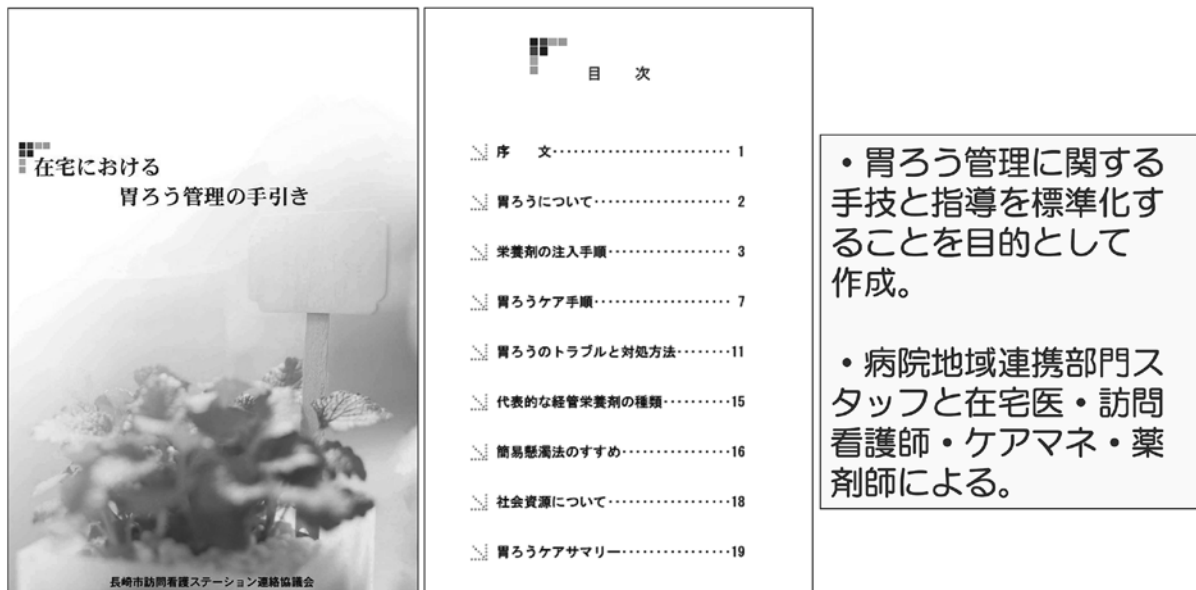 在宅における
胃ろう管理の手引き
長崎市訪問看護ステーション連絡協議会
目 次
序 文・・・・・・・・・・・・・・・・・・・・・・・・ 1
胃ろうについて・・・・・・・・・・・・・・・・・・・ 2
栄養剤の注入手順・・・・・・・・・・・・・・・・・ 3
胃ろうケア手順・・・・・・・・・・・・・・・・・・・ 7
胃ろうのトラブルと対処方法・・・・・・・・11
代表的な経管栄養剤の種類・・・・・・・・・・15
簡易懸濁法のすすめ・・・・・・・・・・・・・・・16
社会資源について・・・・・・・・・・・・・・・・・18
胃ろうケアサマリー・・・・・・・・・・・・・・・19
・胃ろう管理に関する
手技と指導を標準化す
ることを目的として
作成。
・病院地域連携部門ス
タッフと在宅医・訪問
看護師・ケアマネ・薬
剤師による。